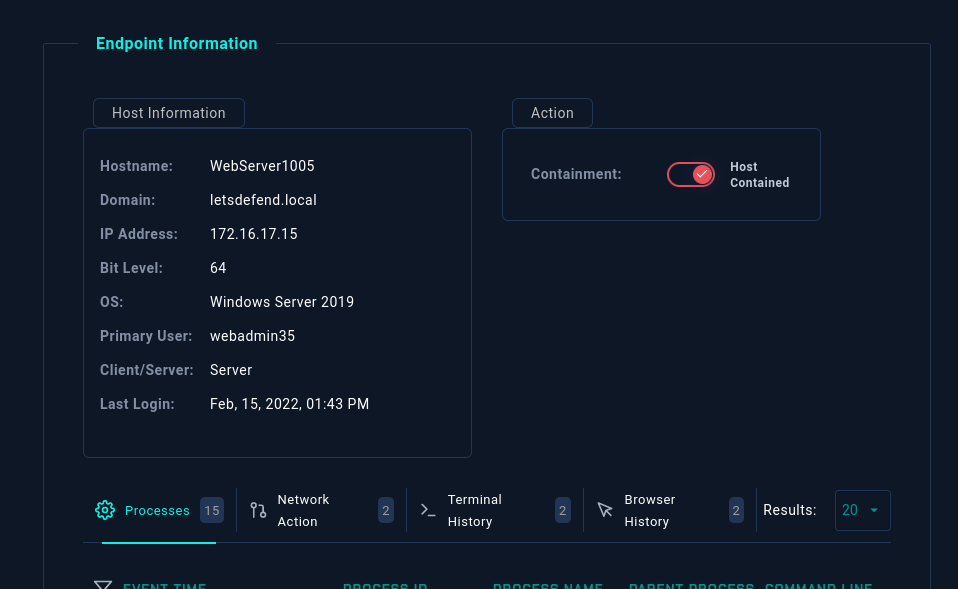 Endpoint Information
Host Information
Hostname: WebServer1005
Domain: letsdefend.local
IP Address: 172.16.17.15
Bit Level: 64
OS: Windows Server 2019
Primary User: webadmin35
Client/Server: Server
Last Login: Feb, 15, 2022, 01:43 PM
Action
Containment:
Host
Contained
Processes 15
Network
Action
2
Terminal
History
2
Browser
History
2
Results: 20
EVENT TIME PROCESS ID PROCESS NAME PARENT PROCESS COMMAND LINE